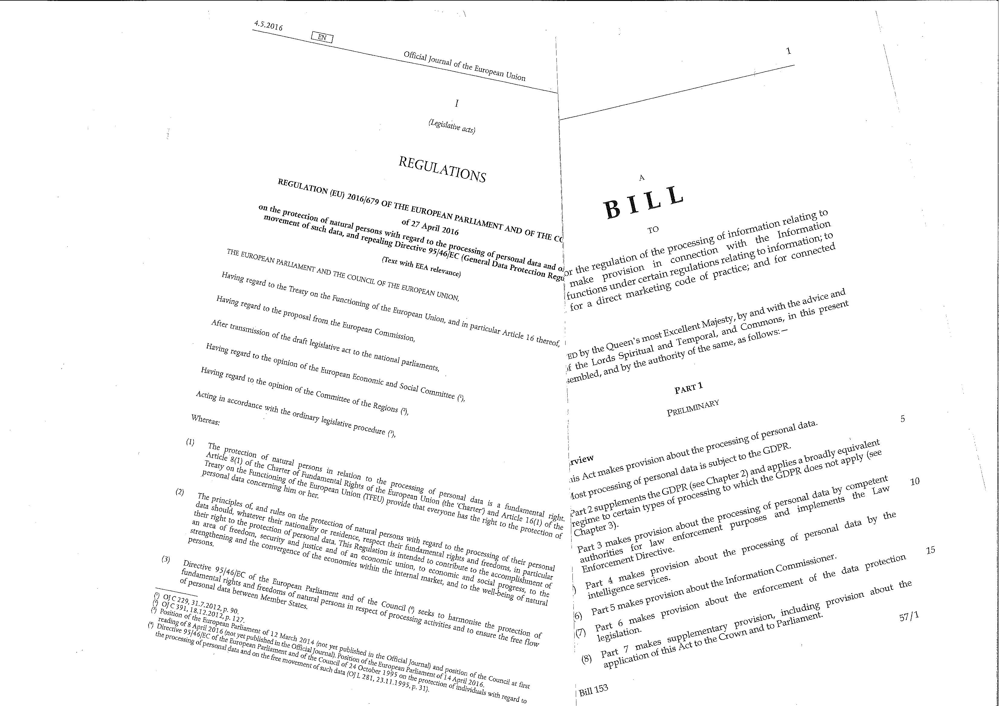 4.5.2016
EN
Official Journal of the European Union
I
(Legislative acts)
REGULATIONS
REGULATION (EU) 2016/679 OF THE EUROPEAN PARLIAMENT AND OF THE CO
of 27 April 2016
on the protection of natural persons with regard to the processing of personal data and o
movement of such data, and repealing Directive 95/46/EC (General Data Protection Regu
(Text with EEA relevance)
THE EUROPEAN PARLIAMENT AND THE COUNCIL OF THE EUROPEAN UNION,
Having regard to the Treaty on the Functioning of the European Union, and in particular Article 16 thereof,
Having regard to the proposal from the European Commission,
After transmission of the draft legislative act to the national parliaments,
Having regard to the opinion of the European Economic and Social Committee (¹),
Having regard to the opinion of the Committee of the Regions (²),
Acting in accordance with the ordinary legislative procedure (³),
Whereas:
(1) The protection of natural persons in relation to the processing of personal data is a fundamental right.
Article 8(1) of the Charter of Fundamental Rights of the European Union (the 'Charter') and Article 16(1) of the
Treaty on the Functioning of the European Union (TFEU) provide that everyone has the right to the protection of
personal data concerning him or her.
(2) The principles of, and rules on the protection of natural persons with regard to the processing of their personal
data should, whatever their nationality or residence, respect their fundamental rights and freedoms, in particular
their right to the protection of personal data. This Regulation is intended to contribute to the accomplishment of
an area of freedom, security and justice and of an economic union, to economic and social progress, to the
strengthening and the convergence of the economies within the internal market, and to the well-being of natural
persons.
(3) Directive 95/46/EC of the European Parliament and of the Council (⁴) seeks to harmonise the protection of
fundamental rights and freedoms of natural persons in respect of processing activities and to ensure the free flow
of personal data between Member States.
(¹) OJ C 229, 31.7.2012, p. 90.
(²) OJ C 391, 18.12.2012, p. 127.
(³) Position of the European Parliament of 12 March 2014 (not yet published in the Official Journal) and position of the Council at first
reading of 8 April 2016 (not yet published in the Official Journal). Position of the European Parliament of 14 April 2016.
(⁴) Directive 95/46/EC of the European Parliament and of the Council of 24 October 1995 on the protection of individuals with regard to
the processing of personal data and on the free movement of such data (OJ L 281, 23.11.1995, p. 31).
1
A
BILL
TO
or the regulation of the processing of information relating to
make provision in connection with the Information
functions under certain regulations relating to information; to
for a direct marketing code of practice; and for connected
ED by the Queen's most Excellent Majesty, by and with the advice and
f the Lords Spiritual and Temporal, and Commons, in this present
sembled, and by the authority of the same, as follows:—
PART 1
PRELIMINARY
rview
his Act makes provision about the processing of personal data. 5
Most processing of personal data is subject to the GDPR.
Part 2 supplements the GDPR (see Chapter 2) and applies a broadly equivalent
regime to certain types of processing to which the GDPR does not apply (see
Chapter 3).
Part 3 makes provision about the processing of personal data by competent 10
authorities for law enforcement purposes and implements the Law
Enforcement Directive.
) Part 4 makes provision about the processing of personal data by the
intelligence services.
(6) Part 5 makes provision about the Information Commissioner. 15
(7) Part 6 makes provision about the enforcement of the data protection
legislation.
(8) Part 7 makes supplementary provision, including provision about the
application of this Act to the Crown and to Parliament.
Bill 153
57/1